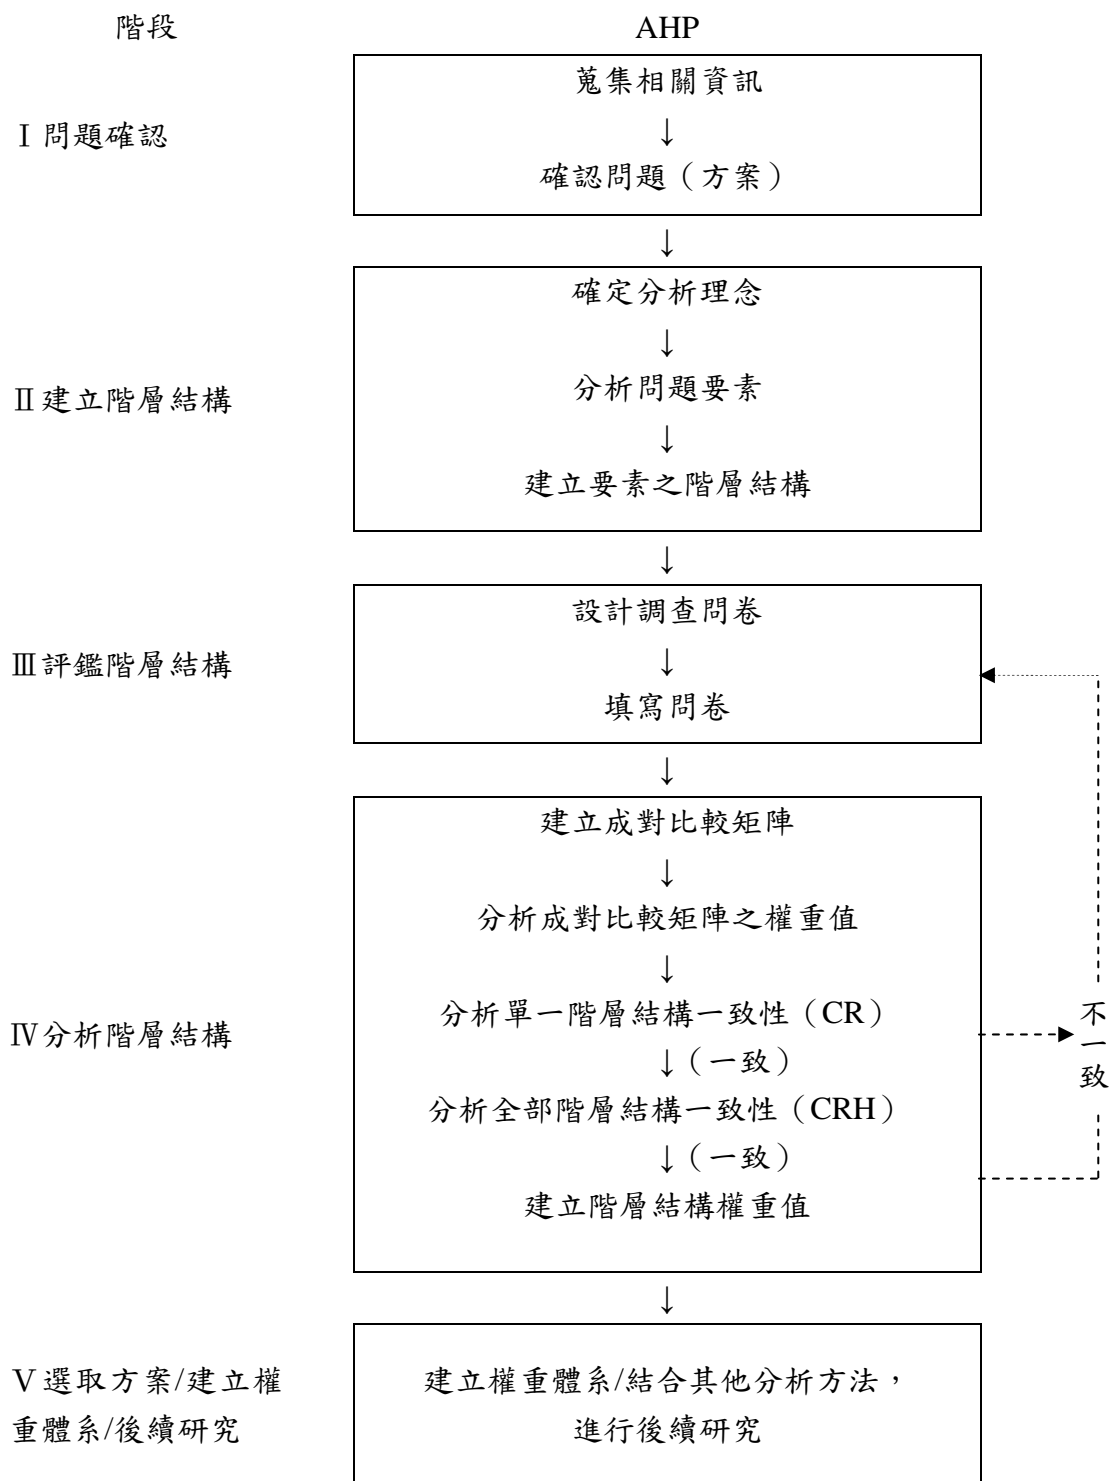 階段
AHP
Ⅰ問題確認
蒐集相關資訊
↓
確認問題（方案）
↓
Ⅱ建立階層結構
確定分析理念
↓
分析問題要素
↓
建立要素之階層結構
↓
Ⅲ評鑑階層結構
設計調查問卷
↓
填寫問卷
↓
Ⅳ分析階層結構
建立成對比較矩陣
↓
分析成對比較矩陣之權重值
↓
分析單一階層結構一致性（CR）
↓（一致）
分析全部階層結構一致性（CRH）
↓（一致）
建立階層結構權重值
不一致
↓
Ⅴ選取方案/建立權
重體系/後續研究
建立權重體系/結合其他分析方法，
進行後續研究